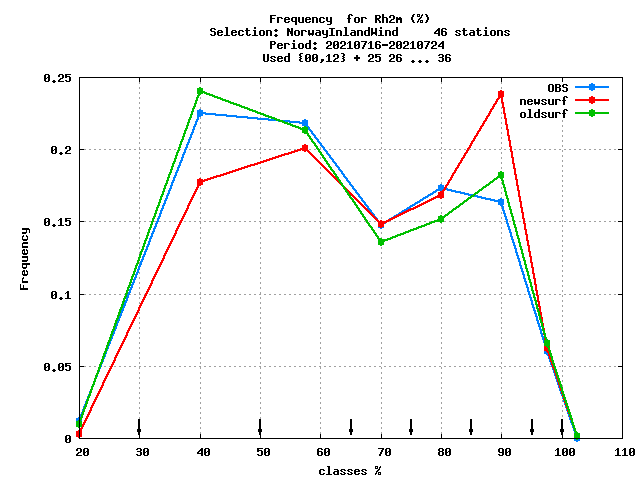 Frequency  for Rh2m (%)
Selection: NorwayInlandWind     46 stations
Period: 20210716-20210724
Used {00,12} + 25 26 ... 36
0.25
0.2
0.15
0.1
0.05
0
Frequency
OBS
newsurf
oldsurf
20 30 40 50 60 70 80 90 100 110
classes %